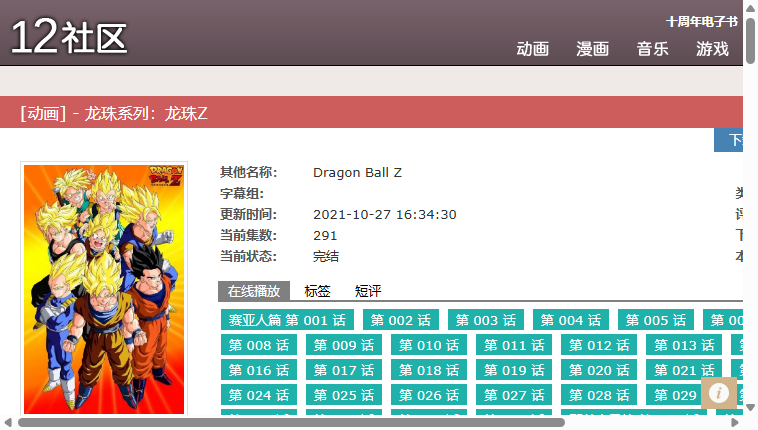 12社区
十周年电子书
动画 漫画 音乐 游戏
[动画] - 龙珠系列：龙珠Z
DRAGON BALL Z
其他名称: Dragon Ball Z
字幕组:
更新时间: 2021-10-27 16:34:30
当前集数: 291
当前状态: 完结
在线播放 标签 短评
赛亚人篇 第 001 话 第 002 话 第 003 话 第 004 话 第 005 话 第 00
第 008 话 第 009 话 第 010 话 第 011 话 第 012 话 第 013 话
第 016 话 第 017 话 第 018 话 第 019 话 第 020 话 第 021 话
第 024 话 第 025 话 第 026 话 第 027 话 第 028 话 第 029